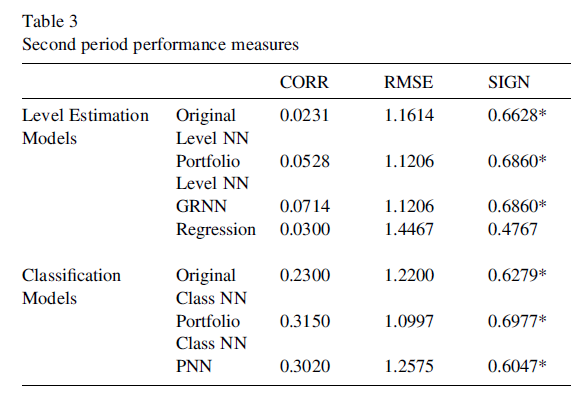 Table 3
Second period performance measures
CORR RMSE SIGN
Level Estimation Original 0.0231 1.1614 0.6628*
Models Level NN
Portfolio 0.0528 1.1206 0.6860*
Level NN
GRNN 0.0714 1.1206 0.6860*
Regression 0.0300 1.4467 0.4767
Classification Original 0.2300 1.2200 0.6279*
Models Class NN
Portfolio 0.3150 1.0997 0.6977*
Class NN
PNN 0.3020 1.2575 0.6047*